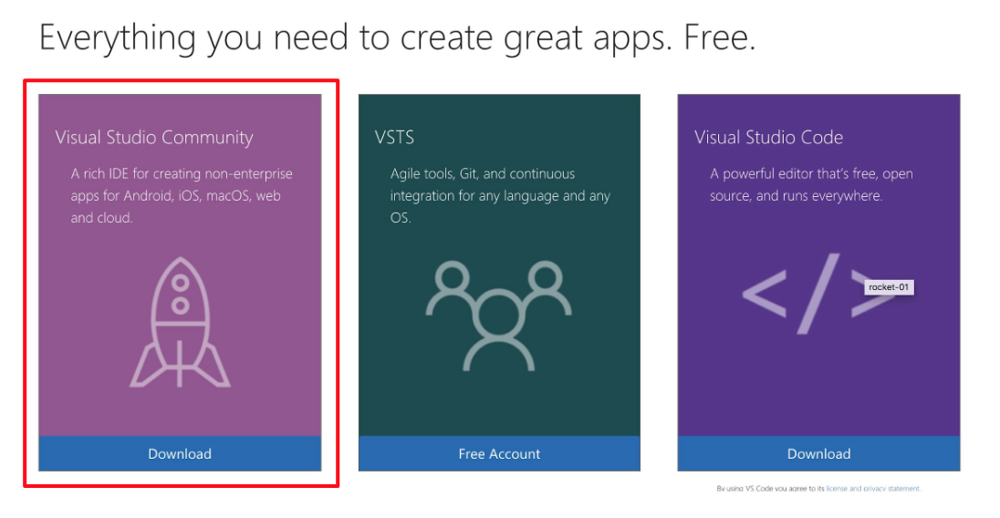 Everything you need to create great apps. Free.
Visual Studio Community
A rich IDE for creating non-enterprise
apps for Android, iOS, macOS, web
and cloud.
Download
VSTS
Agile tools, Git, and continuous
integration for any language and any
OS.
Free Account
Visual Studio Code
A powerful editor that's free, open
source, and runs everywhere.
rocket-01
Download
By using VS Code you agree to its license and privacy statement.